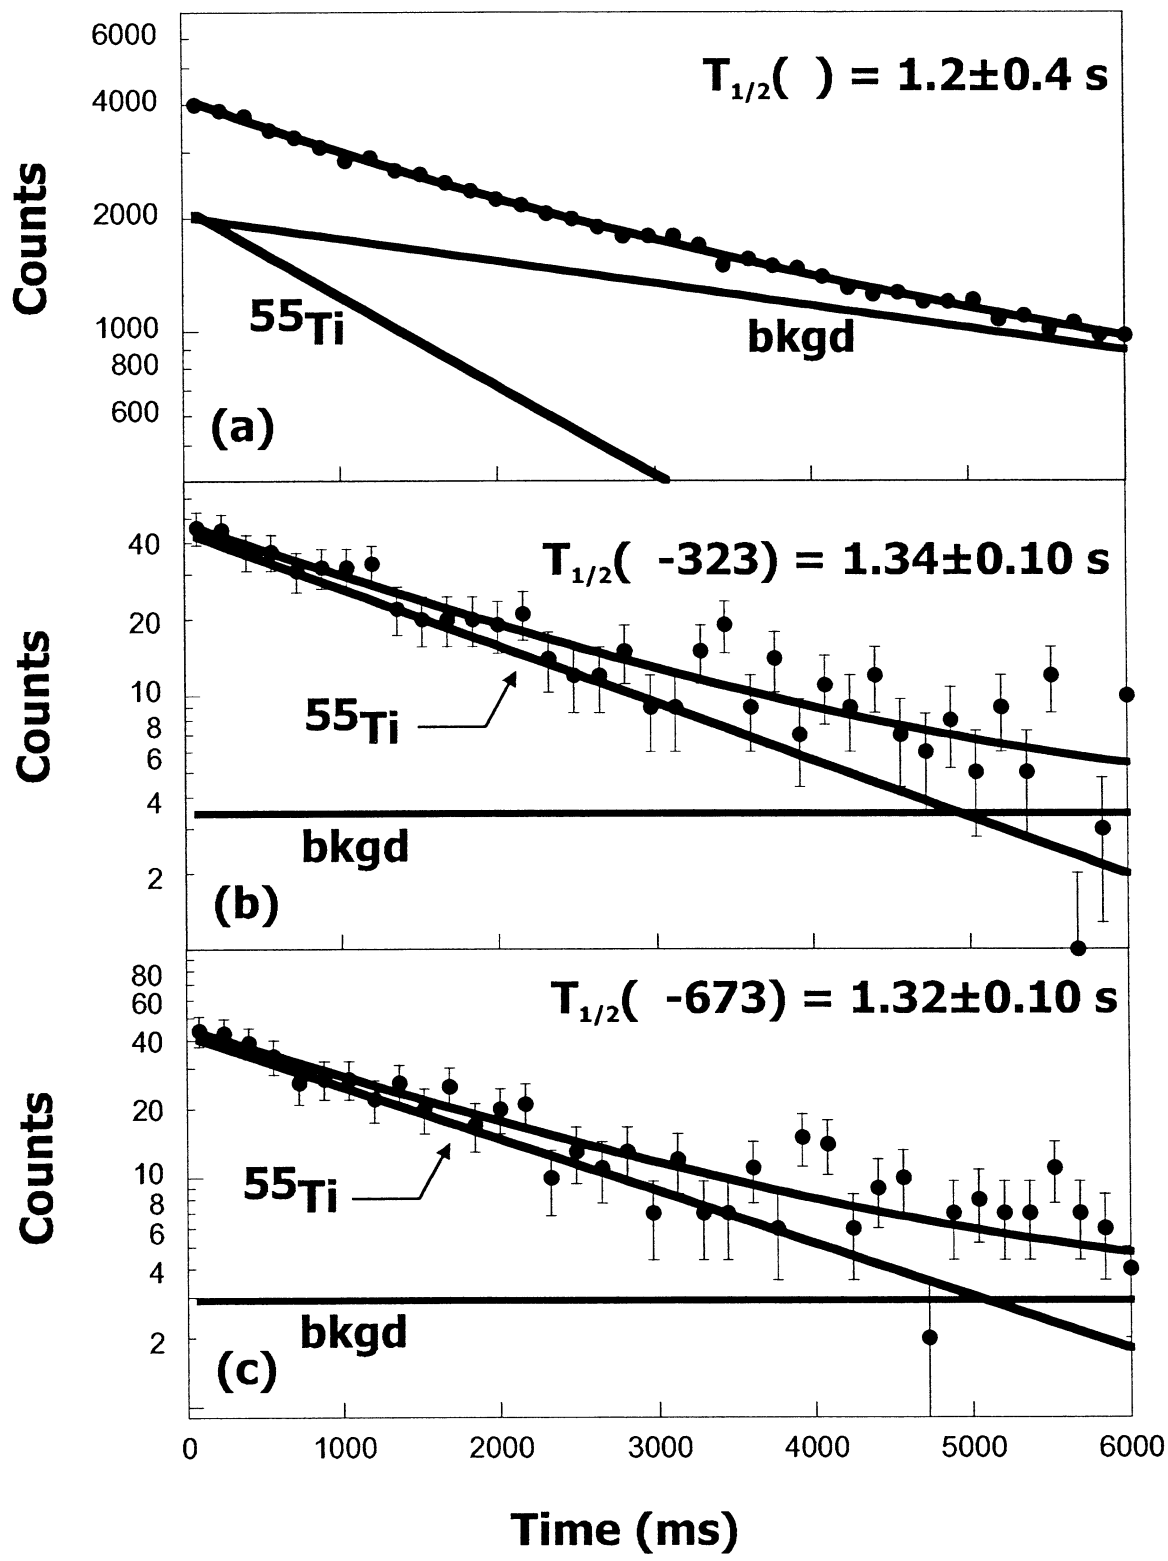 6000
4000
2000
1000
800
600
Counts
T1/2( ) = 1.2±0.4 s
55Ti
bkgd
(a)
40
20
10
8
6
4
2
Counts
T1/2( -323) = 1.34±0.10 s
55Ti
bkgd
(b)
80
60
40
20
10
8
6
4
2
Counts
T1/2( -673) = 1.32±0.10 s
55Ti
bkgd
(c)
0 1000 2000 3000 4000 5000 6000
Time (ms)